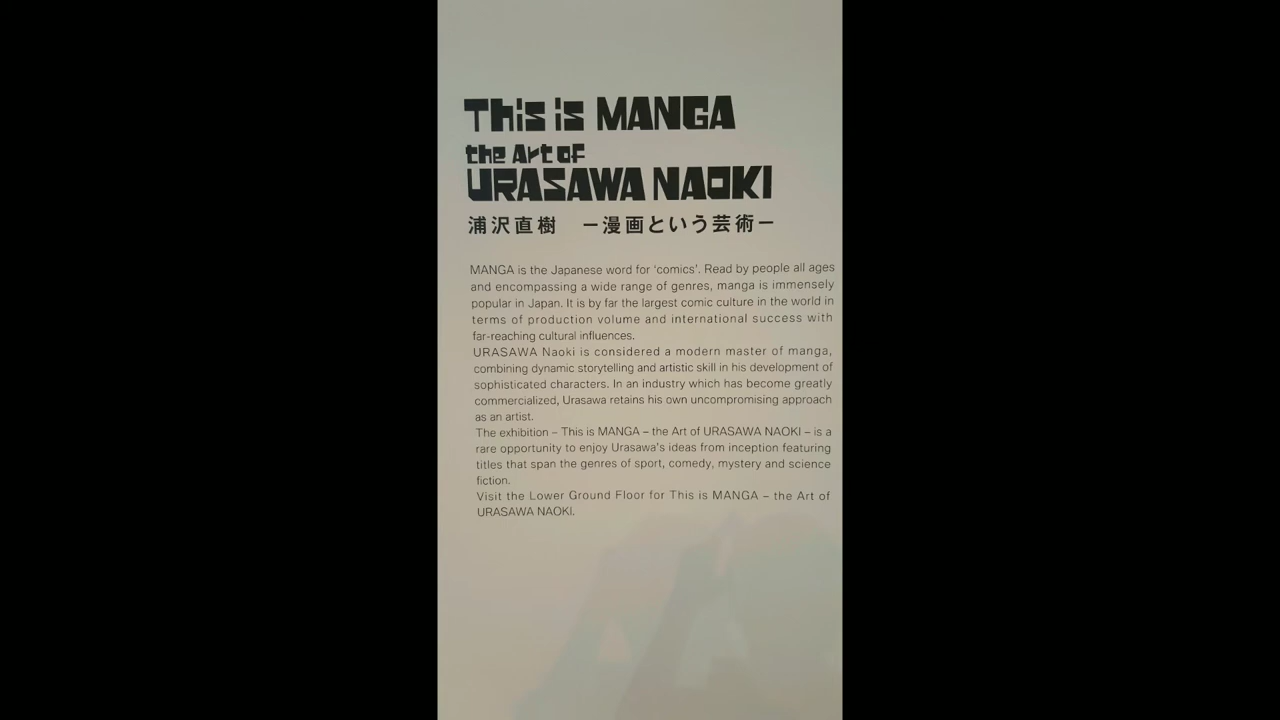 This is MANGA
the Art of
URASAWA NAOKI
浦沢直樹　ー漫画という芸術ー
MANGA is the Japanese word for ‘comics’. Read by people all ages
and encompassing a wide range of genres, manga is immensely
popular in Japan. It is by far the largest comic culture in the world in
terms of production volume and international success with
far-reaching cultural influences.
URASAWA Naoki is considered a modern master of manga,
combining dynamic storytelling and artistic skill in his development of
sophisticated characters. In an industry which has become greatly
commercialized, Urasawa retains his own uncompromising approach
as an artist.
The exhibition – This is MANGA – the Art of URASAWA NAOKI – is a
rare opportunity to enjoy Urasawa's ideas from inception featuring
titles that span the genres of sport, comedy, mystery and science
fiction.
Visit the Lower Ground Floor for This is MANGA – the Art of
URASAWA NAOKI.